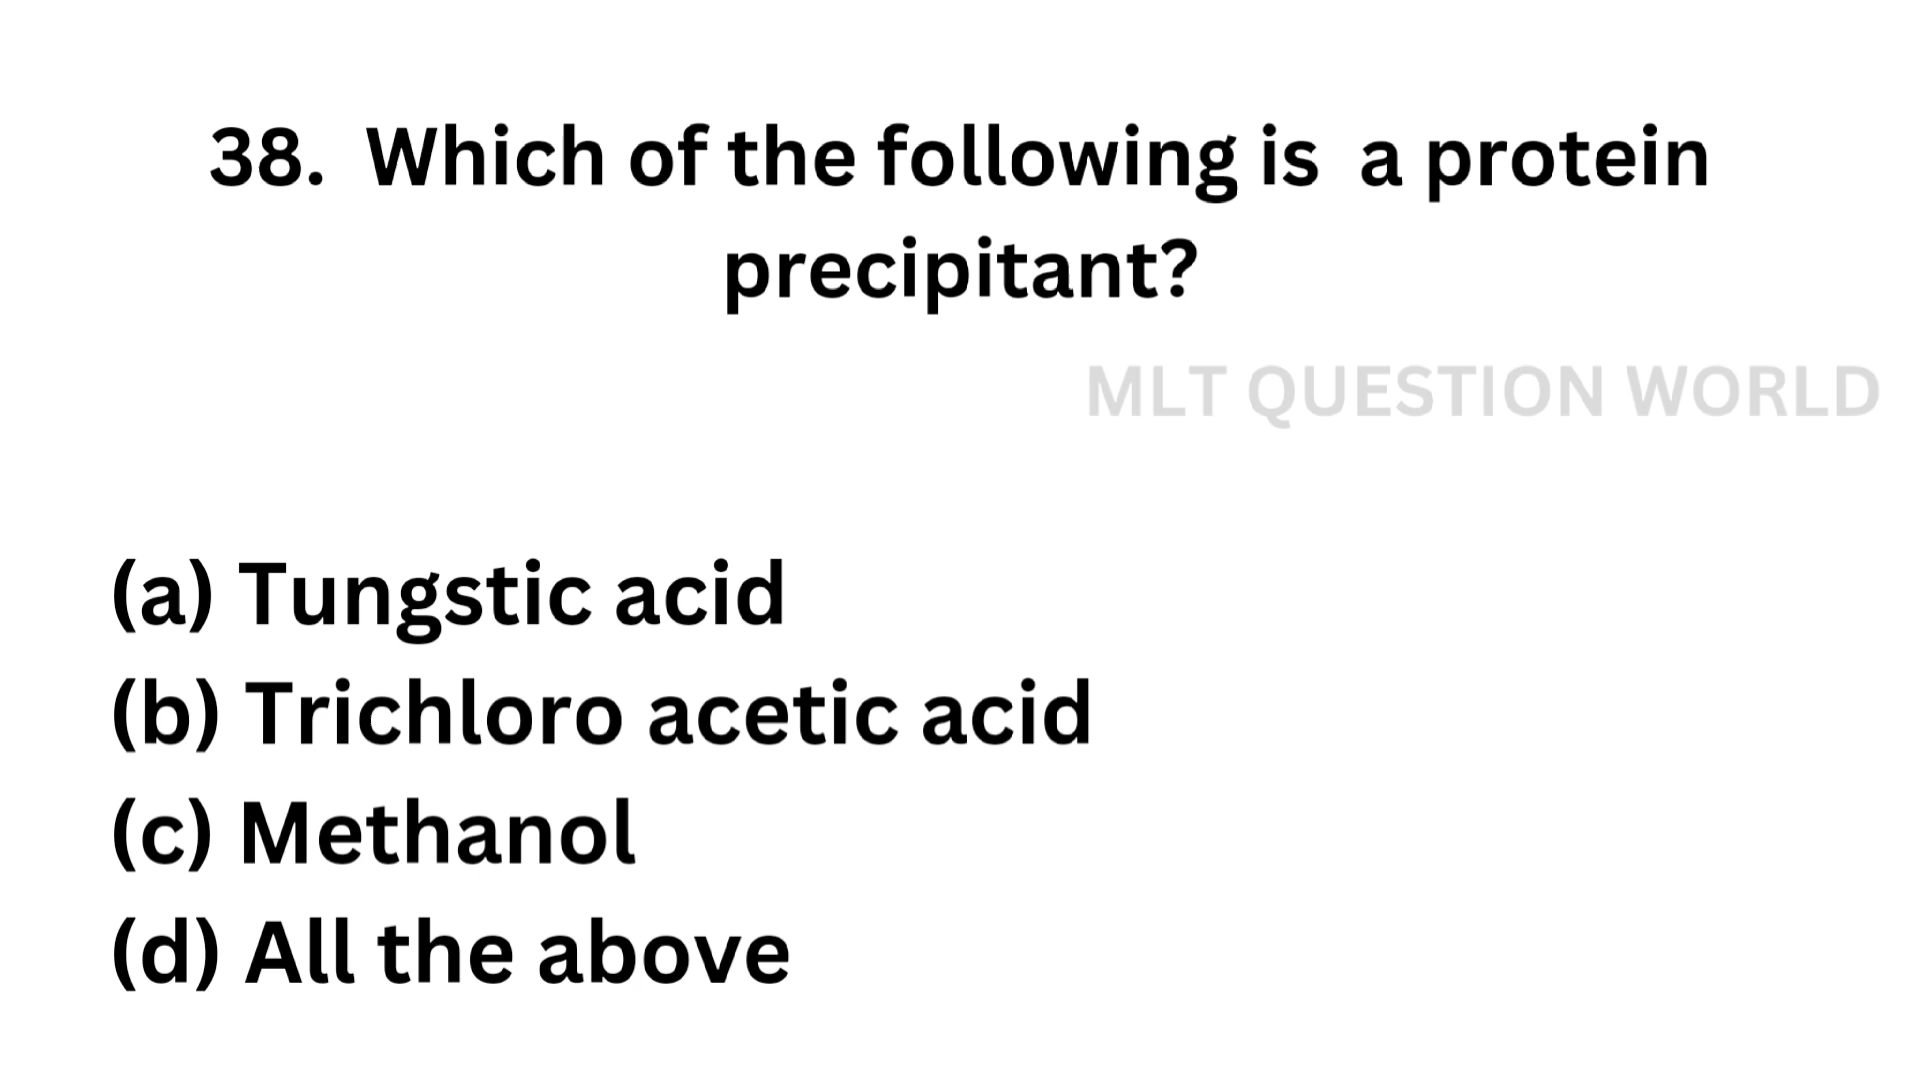 38. Which of the following is a protein
precipitant?
MLT QUESTION WORLD
(a) Tungstic acid
(b) Trichloro acetic acid
(c) Methanol
(d) All the above